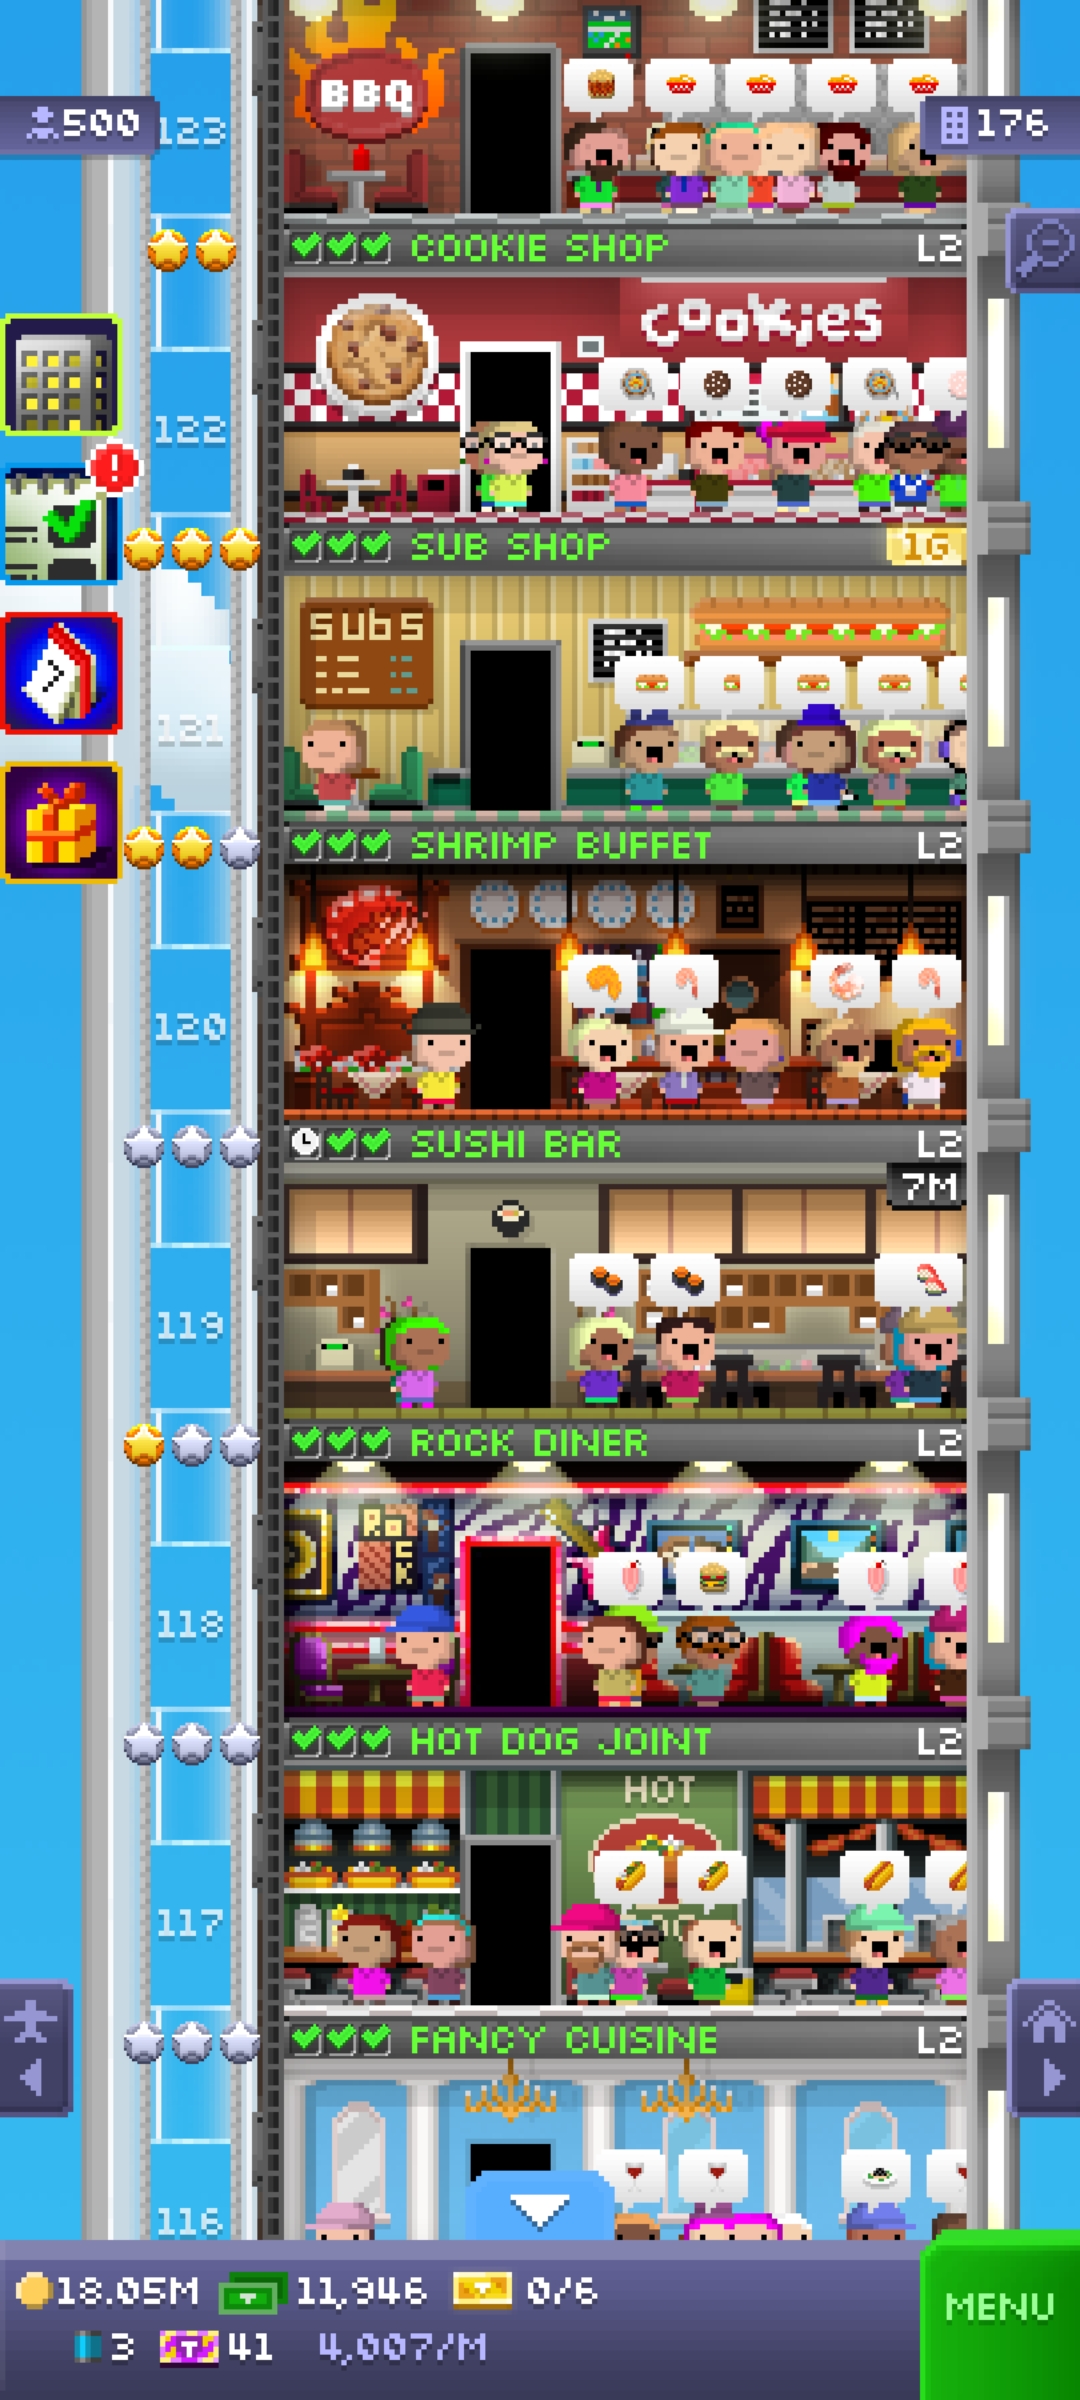 BBQ
500
123
176
COOKIE SHOP
L2
cookies
122
SUB SHOP
1G
subs
121
SHRIMP BUFFET
L2
120
SUSHI BAR
L2
7M
119
ROCK DINER
L2
Rock
118
HOT DOG JOINT
L2
HOT
117
FANCY CUISINE
L2
116
18.05M 11,946 0/6
3 41 4,007/M
MENU